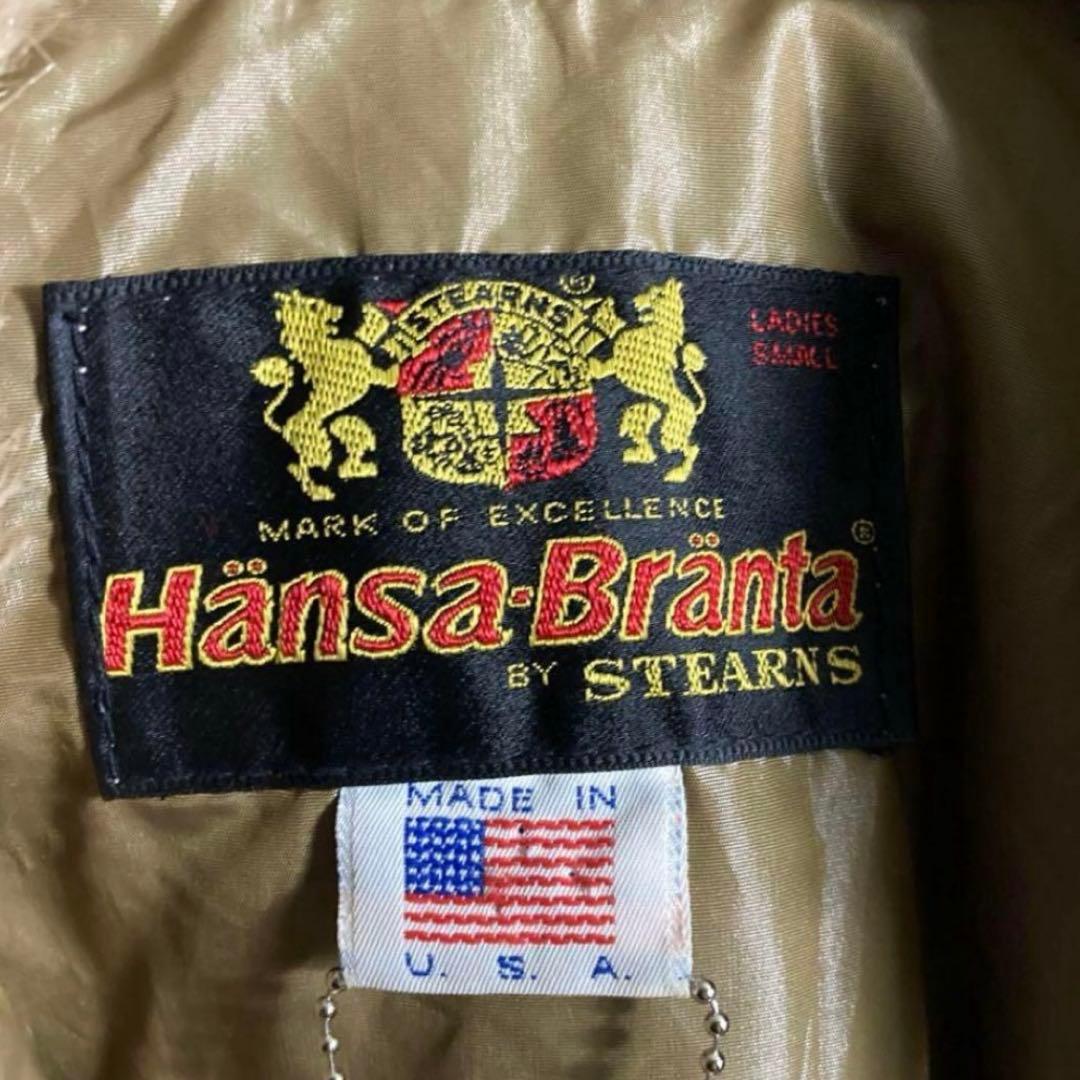 STEARNS®
LADIES
SMALL
MARK OF EXCELLENCE
Hänsa-Bränta®
BY STEARNS
MADE IN
U. S. A.